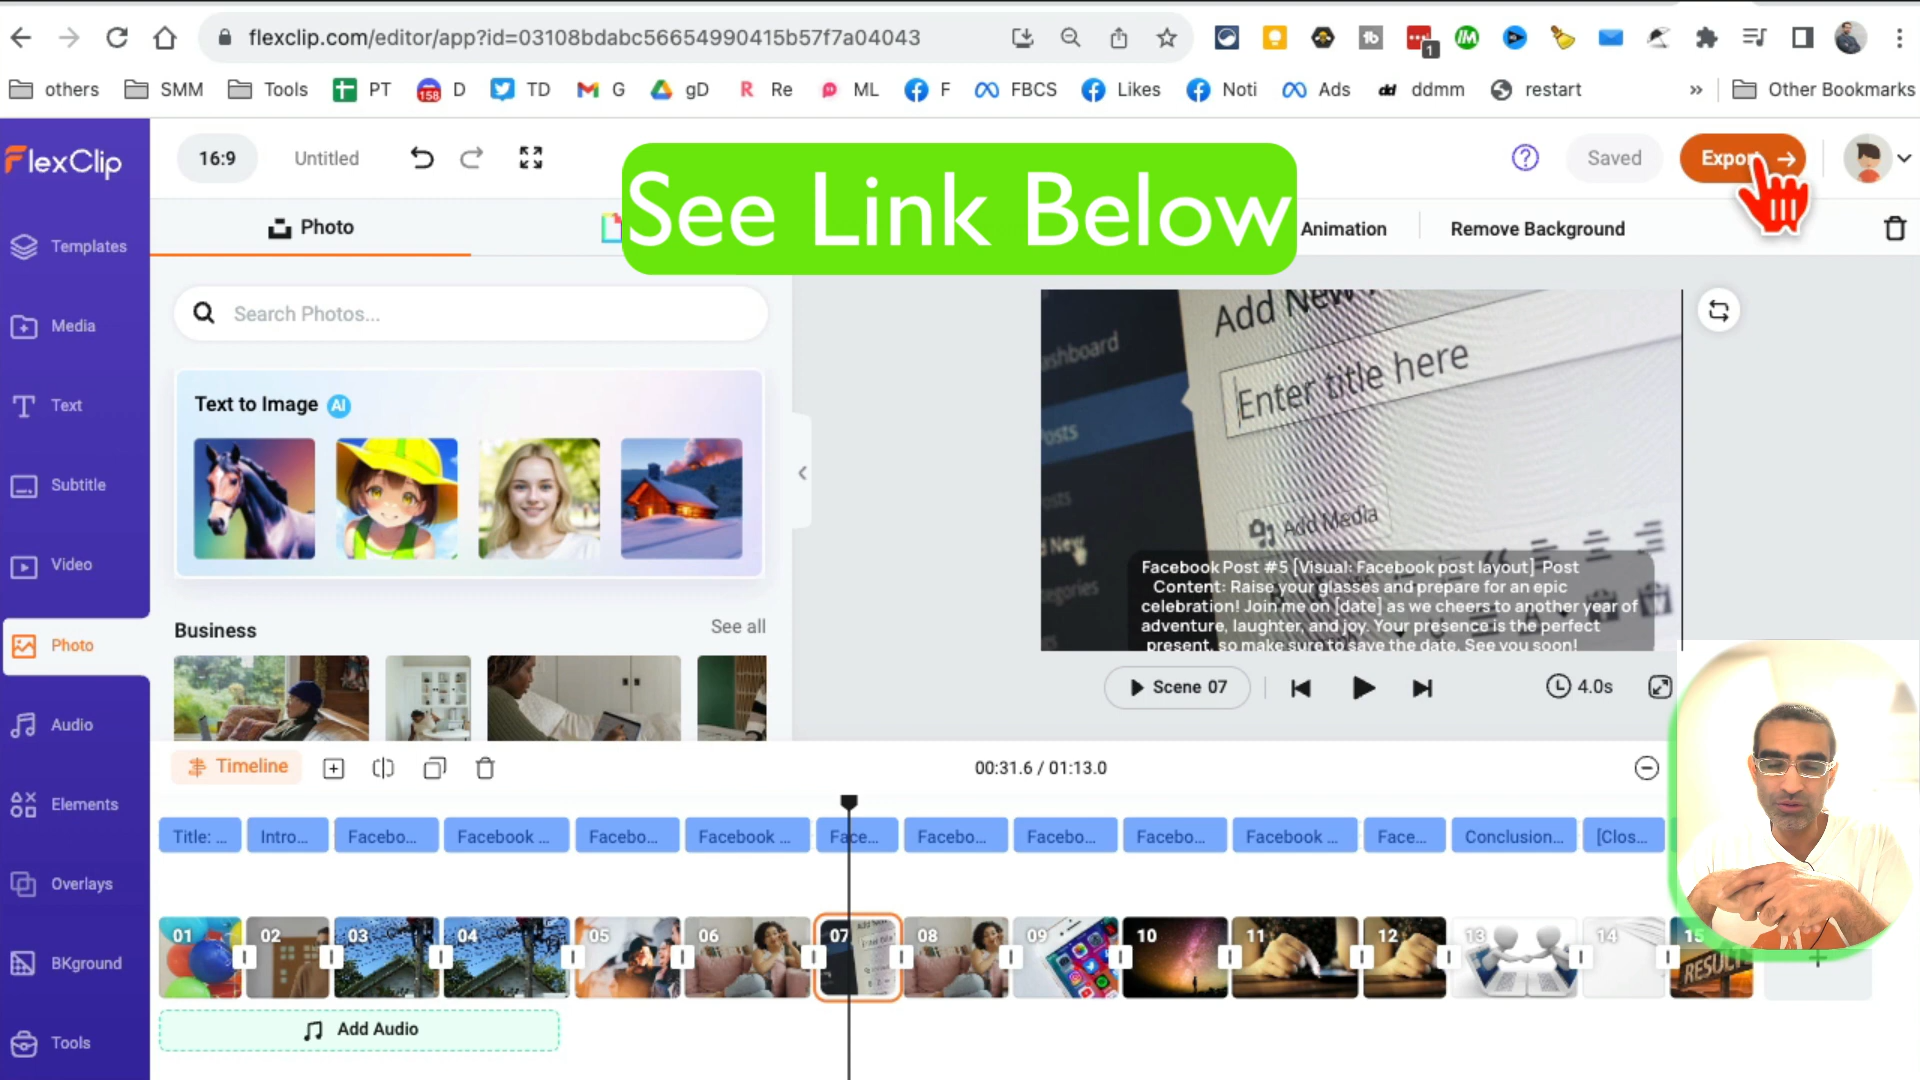 flexclip.com/editor/app?id=03108bdabc56654990415b57f7a04043
1
others SMM Tools PT 158 D TD G gD R Re ML F FBCS Likes Noti Ads dd ddmm restart » Other Bookmarks
FlexClip
16:9 Untitled
See Link Below
Saved
Export →
Photo
Animation
Remove Background
Templates
Media
Text
Subtitle
Video
Photo
Audio
Elements
Overlays
BKground
Tools
Search Photos...
Text to Image AI
Business
See all
Add New
Enter title here
Add Media
Facebook Post #5 [Visual: Facebook post layout] Post
Content: Raise your glasses and prepare for an epic
celebration! Join me on [date] as we cheers to another year of
adventure, laughter, and joy. Your presence is the perfect
present, so make sure to save the date. See you soon!
Scene 07
4.0s
Timeline
00:31.6 / 01:13.0
Title: ... Intro... Facebo... Facebook ... Facebo... Facebook ... Face... Facebo... Facebo... Facebo... Facebook ... Face... Conclusion... [Clos...
01 02 03 04 05 06 07 08 09 10 11 12 13 14 15
RESULT
Add Audio